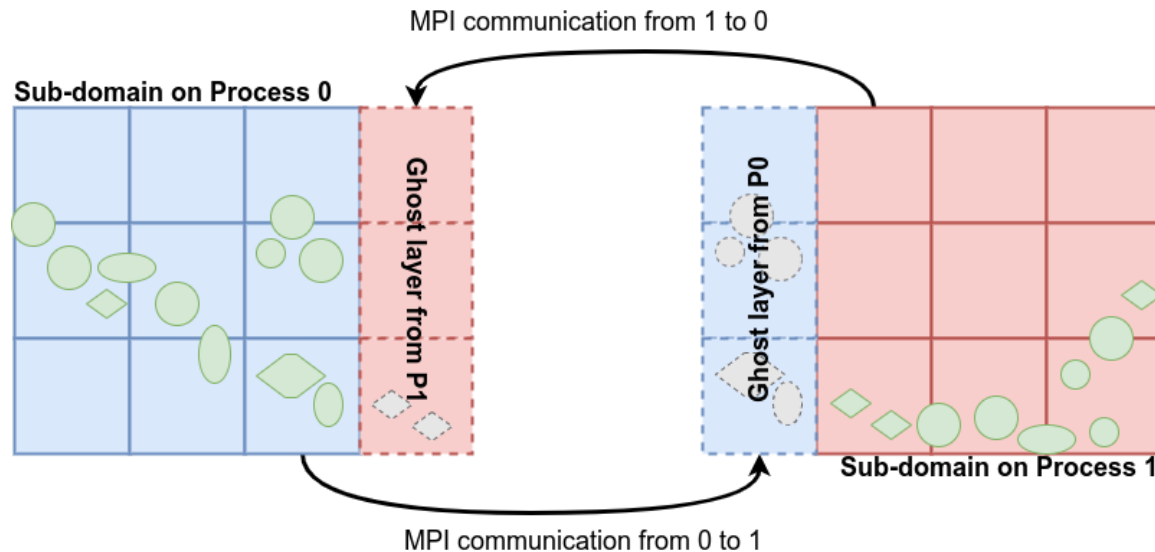 MPI communication from 1 to 0
Sub-domain on Process 0
Ghost layer from P1
Ghost layer from P0
Sub-domain on Process 1
MPI communication from 0 to 1